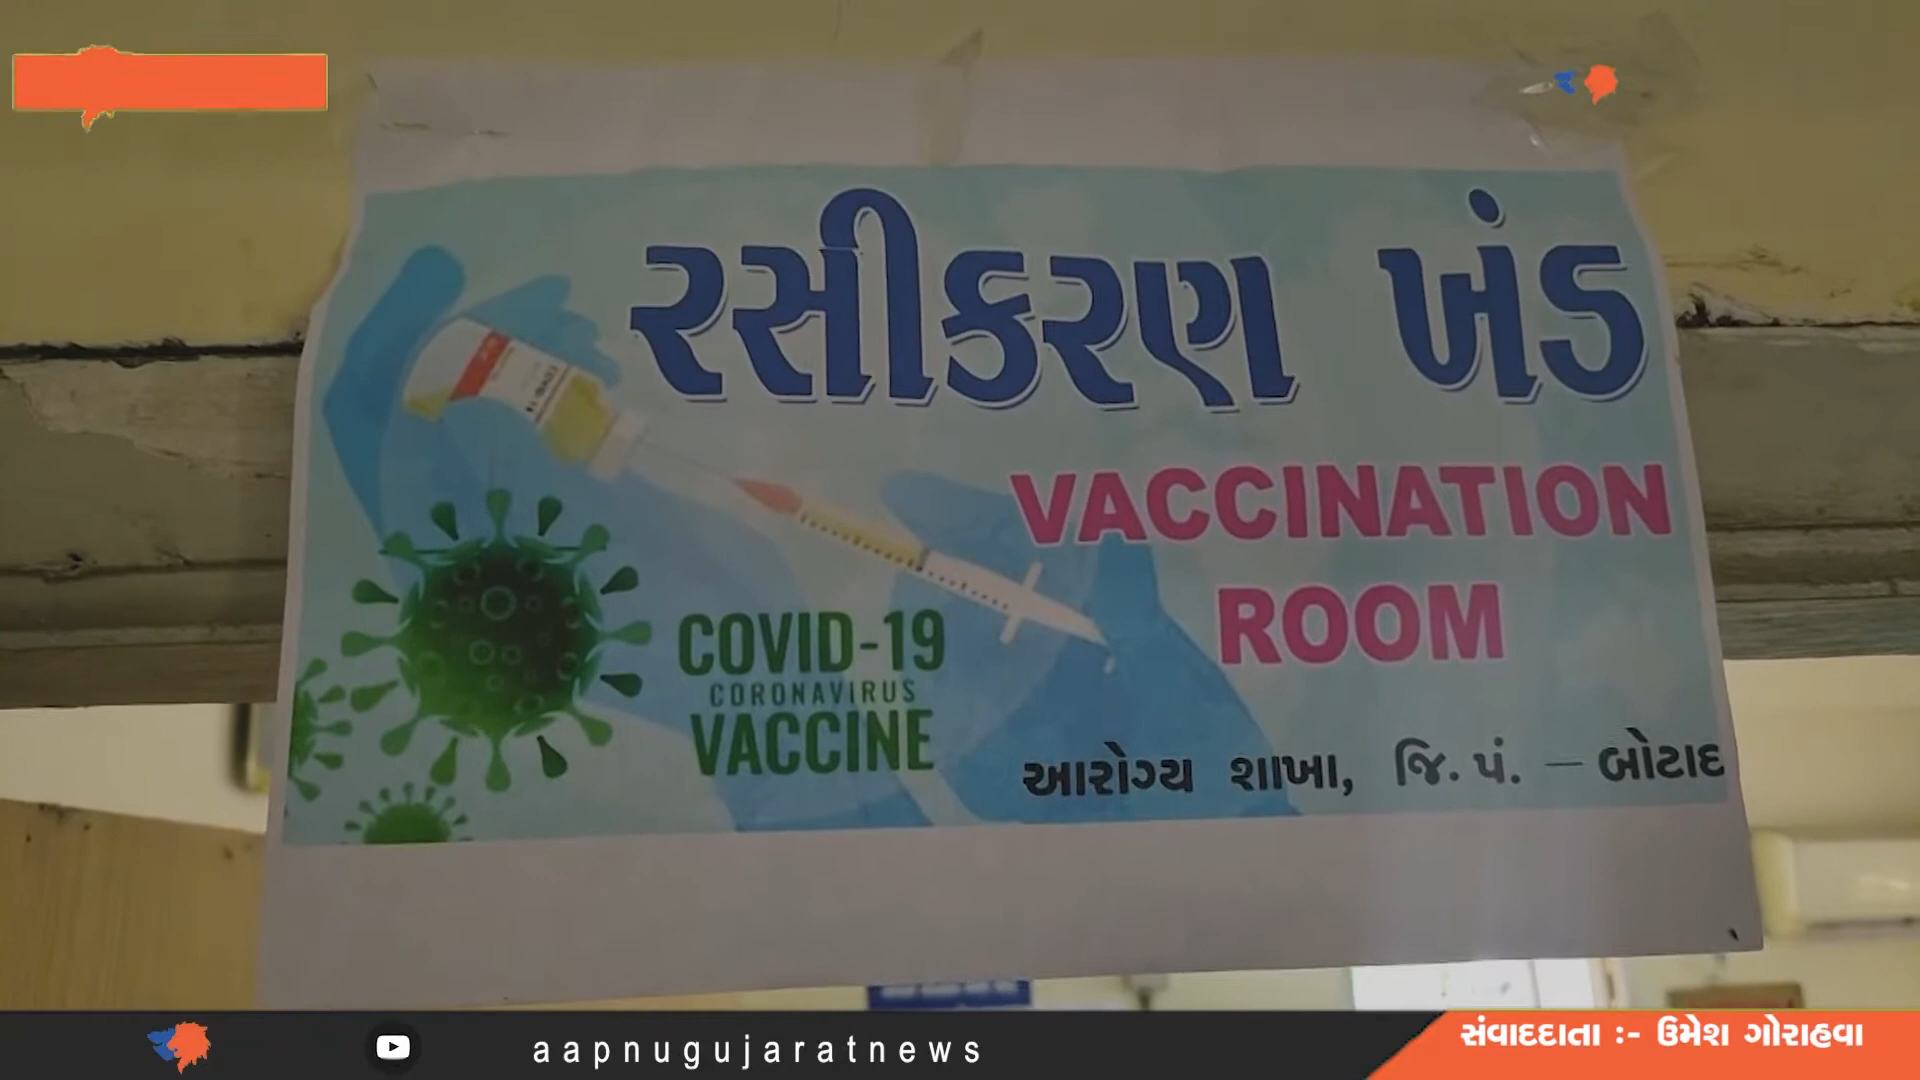 રસીકરણ ખંડ
VACCINATION
ROOM
COVID-19
CORONAVIRUS
VACCINE
આરોગ્ય શાખા, જિ. પં. – બોટાદ
aapnugujaratnews
સંવાદદાતા :- ઉમેશ ગોરાહવા